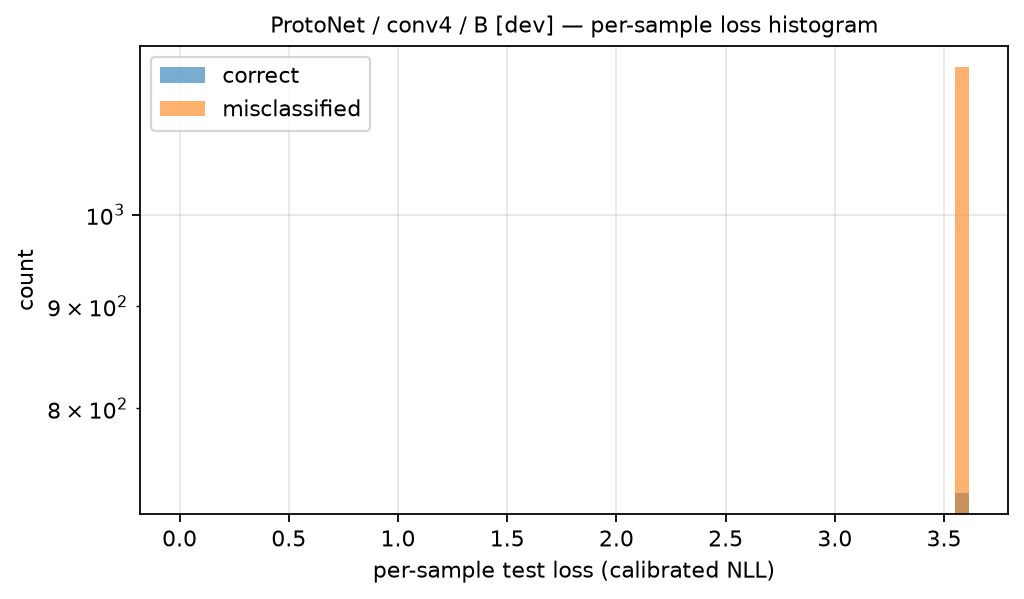 ProtoNet / conv4 / B [dev] — per-sample loss histogram
correct
misclassified
count
10³
9 × 10²
8 × 10²
0.0 0.5 1.0 1.5 2.0 2.5 3.0 3.5
per-sample test loss (calibrated NLL)